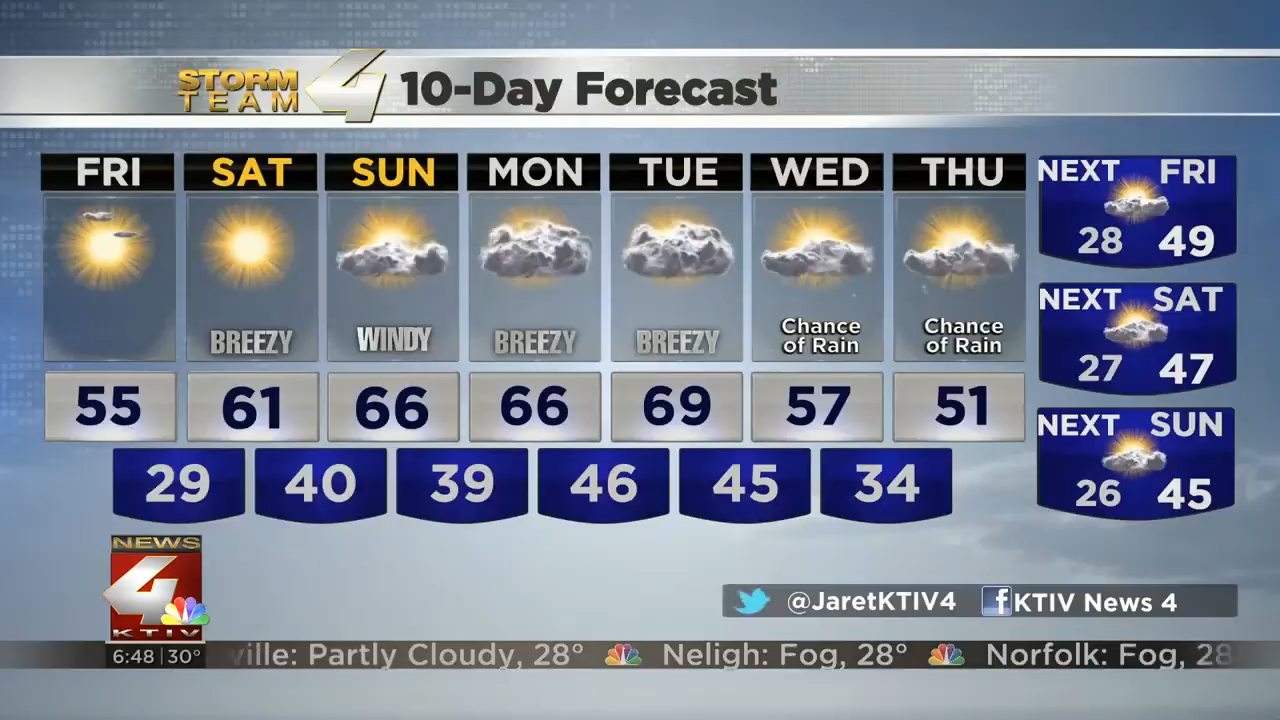 STORM
TEAM 4 10-Day Forecast
FRI SAT SUN MON TUE WED THU
BREEZY WINDY BREEZY BREEZY Chance of Rain Chance of Rain
55 61 66 66 69 57 51
29 40 39 46 45 34
NEXT FRI
28 49
NEXT SAT
27 47
NEXT SUN
26 45
NEWS
4
KTIV
@JaretKTIV4 f KTIV News 4
6:48 30° ville: Partly Cloudy, 28° Neligh: Fog, 28° Norfolk: Fog, 28